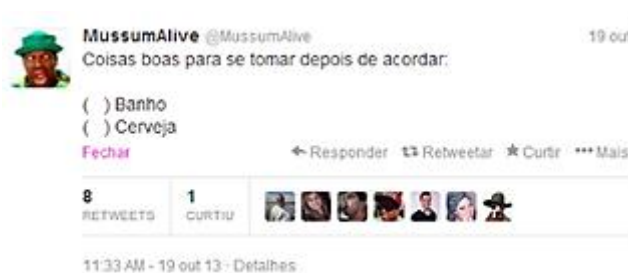 MussumAlive @MussumAlive 19 out
Coisas boas para se tomar depois de acordar:
( ) Banho
( ) Cerveja
Fechar Responder Retweetar Curtir Mais
8 1
RETWEETS CURTIU
11:33 AM - 19 out 13 · Detalhes